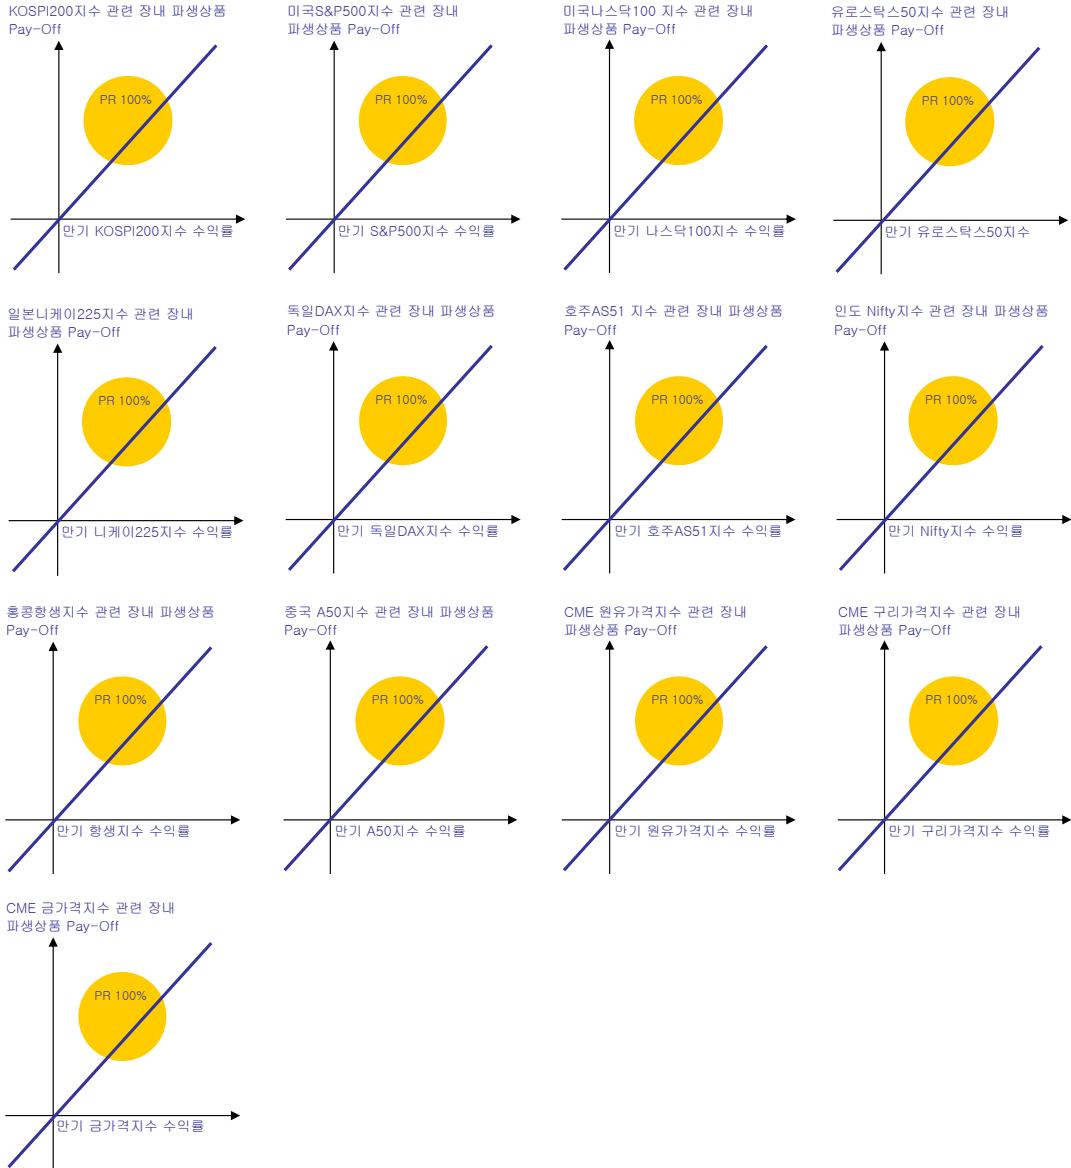 KOSPI200지수 관련 장내 파생상품
Pay-Off
PR 100%
만기 KOSPI200지수 수익률
미국S&P500지수 관련 장내
파생상품 Pay-Off
PR 100%
만기 S&P500지수 수익률
미국나스닥100 지수 관련 장내
파생상품 Pay-Off
PR 100%
만기 나스닥100지수 수익률
유로스탁스50지수 관련 장내
파생상품 Pay-Off
PR 100%
만기 유로스탁스50지수
일본니케이225지수 관련 장내
파생상품 Pay-Off
PR 100%
만기 니케이225지수 수익률
독일DAX지수 관련 장내 파생상품
Pay-Off
PR 100%
만기 독일DAX지수 수익률
호주AS51 지수 관련 장내 파생상품
Pay-Off
PR 100%
만기 호주AS51지수 수익률
인도 Nifty지수 관련 장내 파생상품
Pay-Off
PR 100%
만기 Nifty지수 수익률
홍콩항생지수 관련 장내 파생상품
Pay-Off
PR 100%
만기 항생지수 수익률
중국 A50지수 관련 장내 파생상품
Pay-Off
PR 100%
만기 A50지수 수익률
CME 원유가격지수 관련 장내
파생상품 Pay-Off
PR 100%
만기 원유가격지수 수익률
CME 구리가격지수 관련 장내
파생상품 Pay-Off
PR 100%
만기 구리가격지수 수익률
CME 금가격지수 관련 장내
파생상품 Pay-Off
PR 100%
만기 금가격지수 수익률